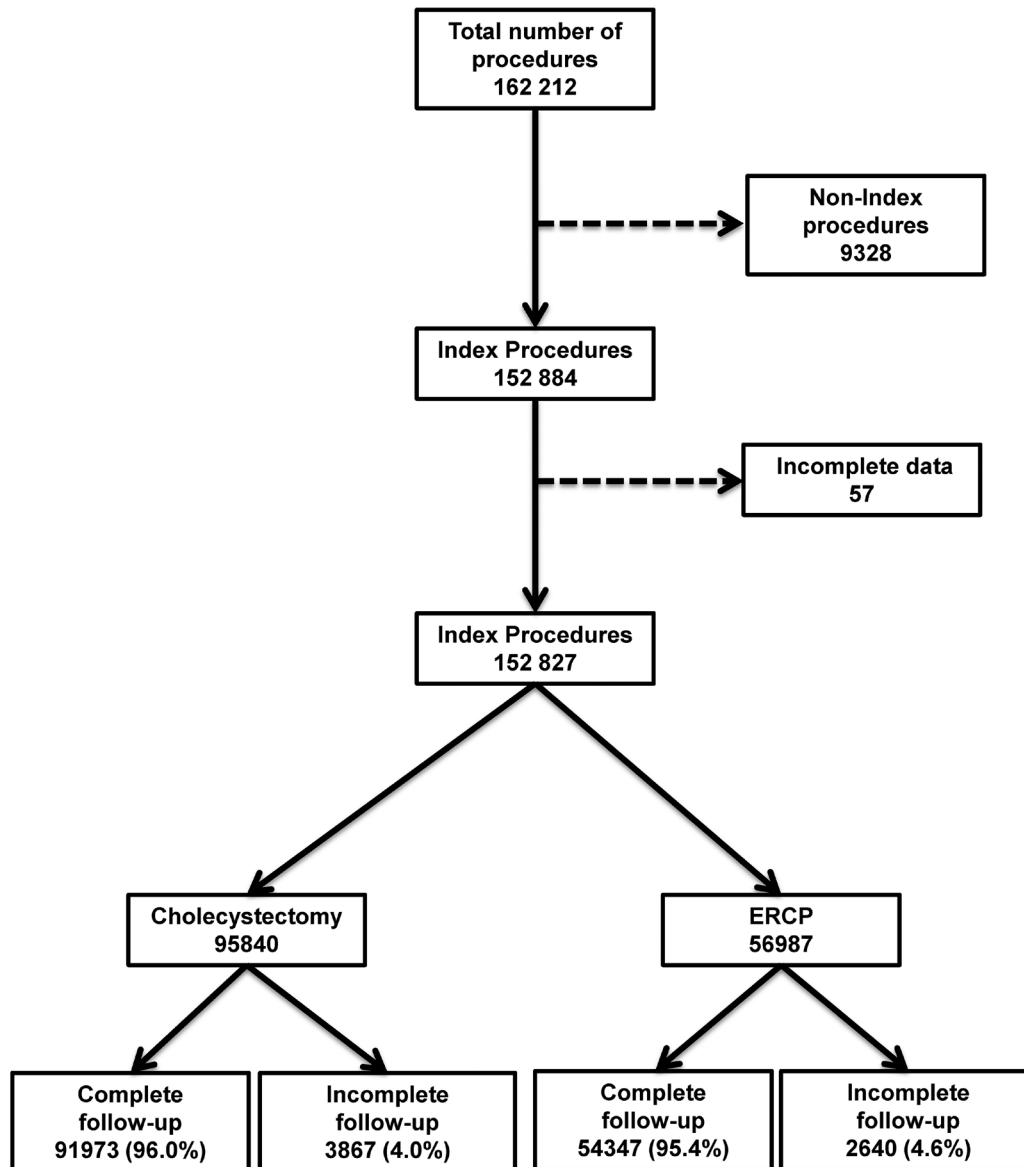 Total number of
procedures
162 212
Non-Index
procedures
9328
Index Procedures
152 884
Incomplete data
57
Index Procedures
152 827
Cholecystectomy
95840
ERCP
56987
Complete
follow-up
91973 (96.0%)
Incomplete
follow-up
3867 (4.0%)
Complete
follow-up
54347 (95.4%)
Incomplete
follow-up
2640 (4.6%)